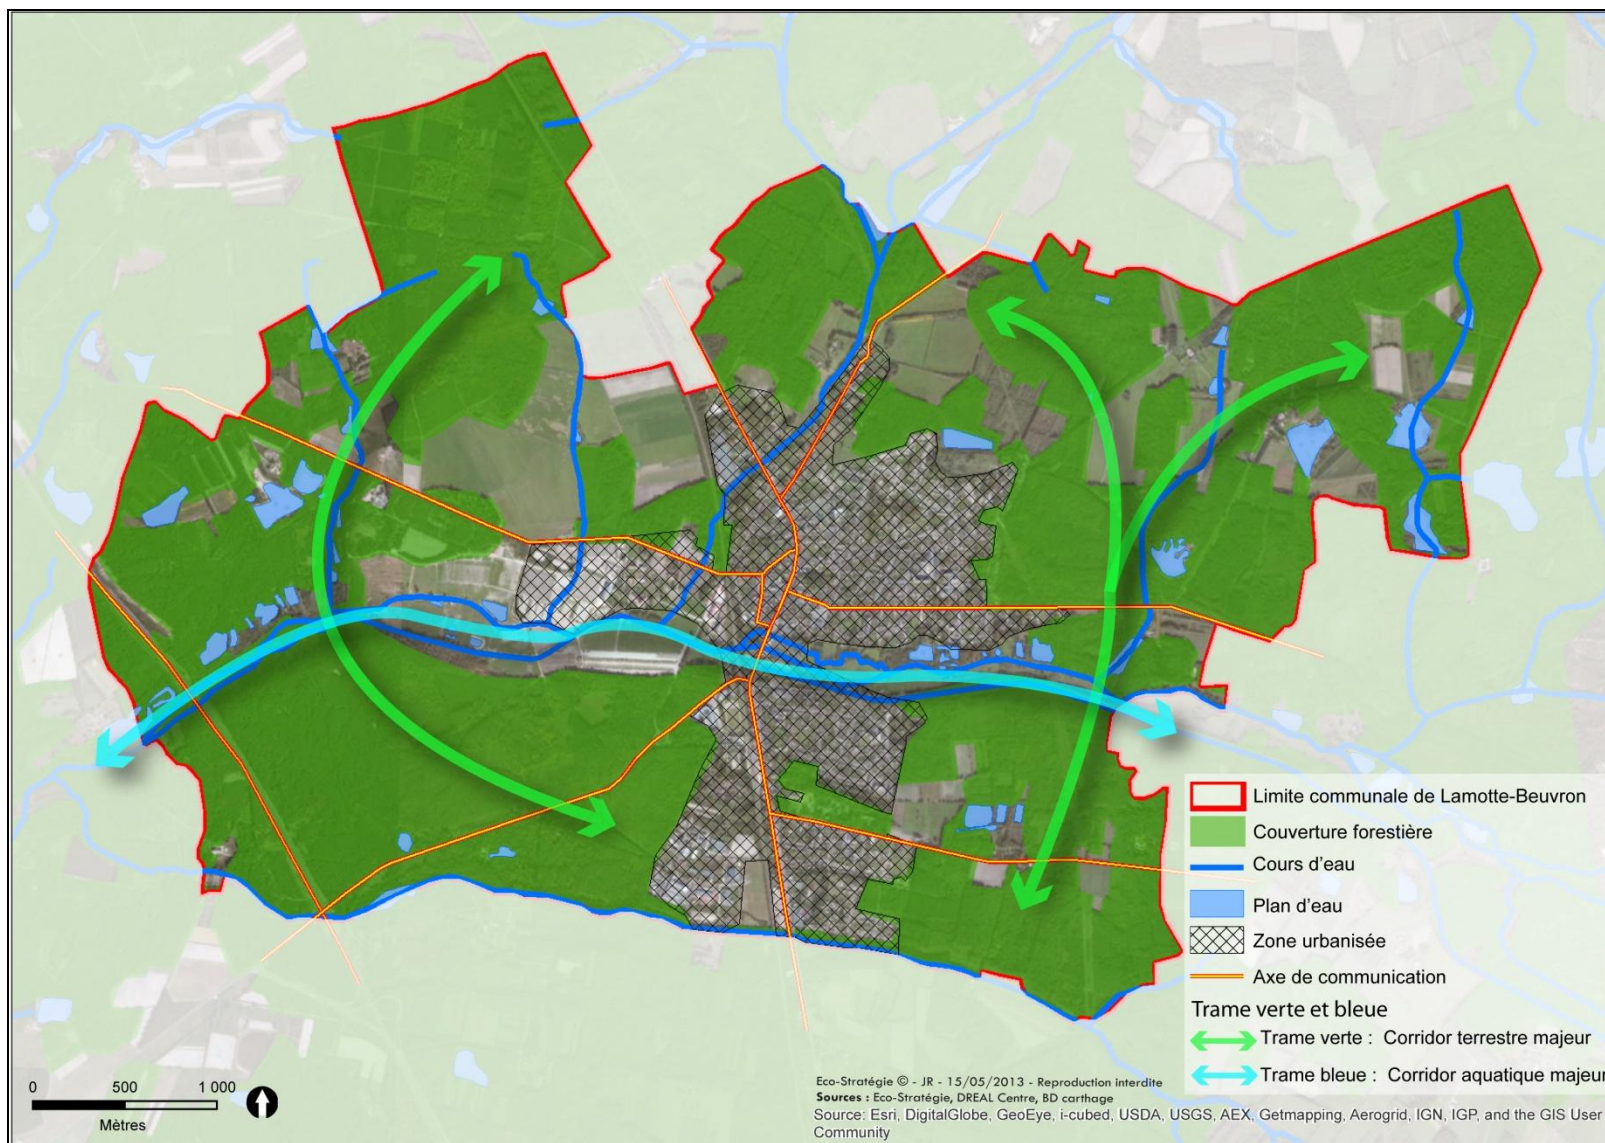 Limite communale de Lamotte-Beuvron
Couverture forestière
Cours d'eau
Plan d'eau
Zone urbanisée
Axe de communication
Trame verte et bleue
Trame verte : Corridor terrestre majeur
Trame bleue : Corridor aquatique majeur
0 500 1 000
Mètres
Eco-Stratégie © - JR - 15/05/2013 - Reproduction interdite
Sources : Eco-Stratégie, DREAL Centre, BD carthage
Source: Esri, DigitalGlobe, GeoEye, i-cubed, USDA, USGS, AEX, Getmapping, Aerogrid, IGN, IGP, and the GIS User
Community